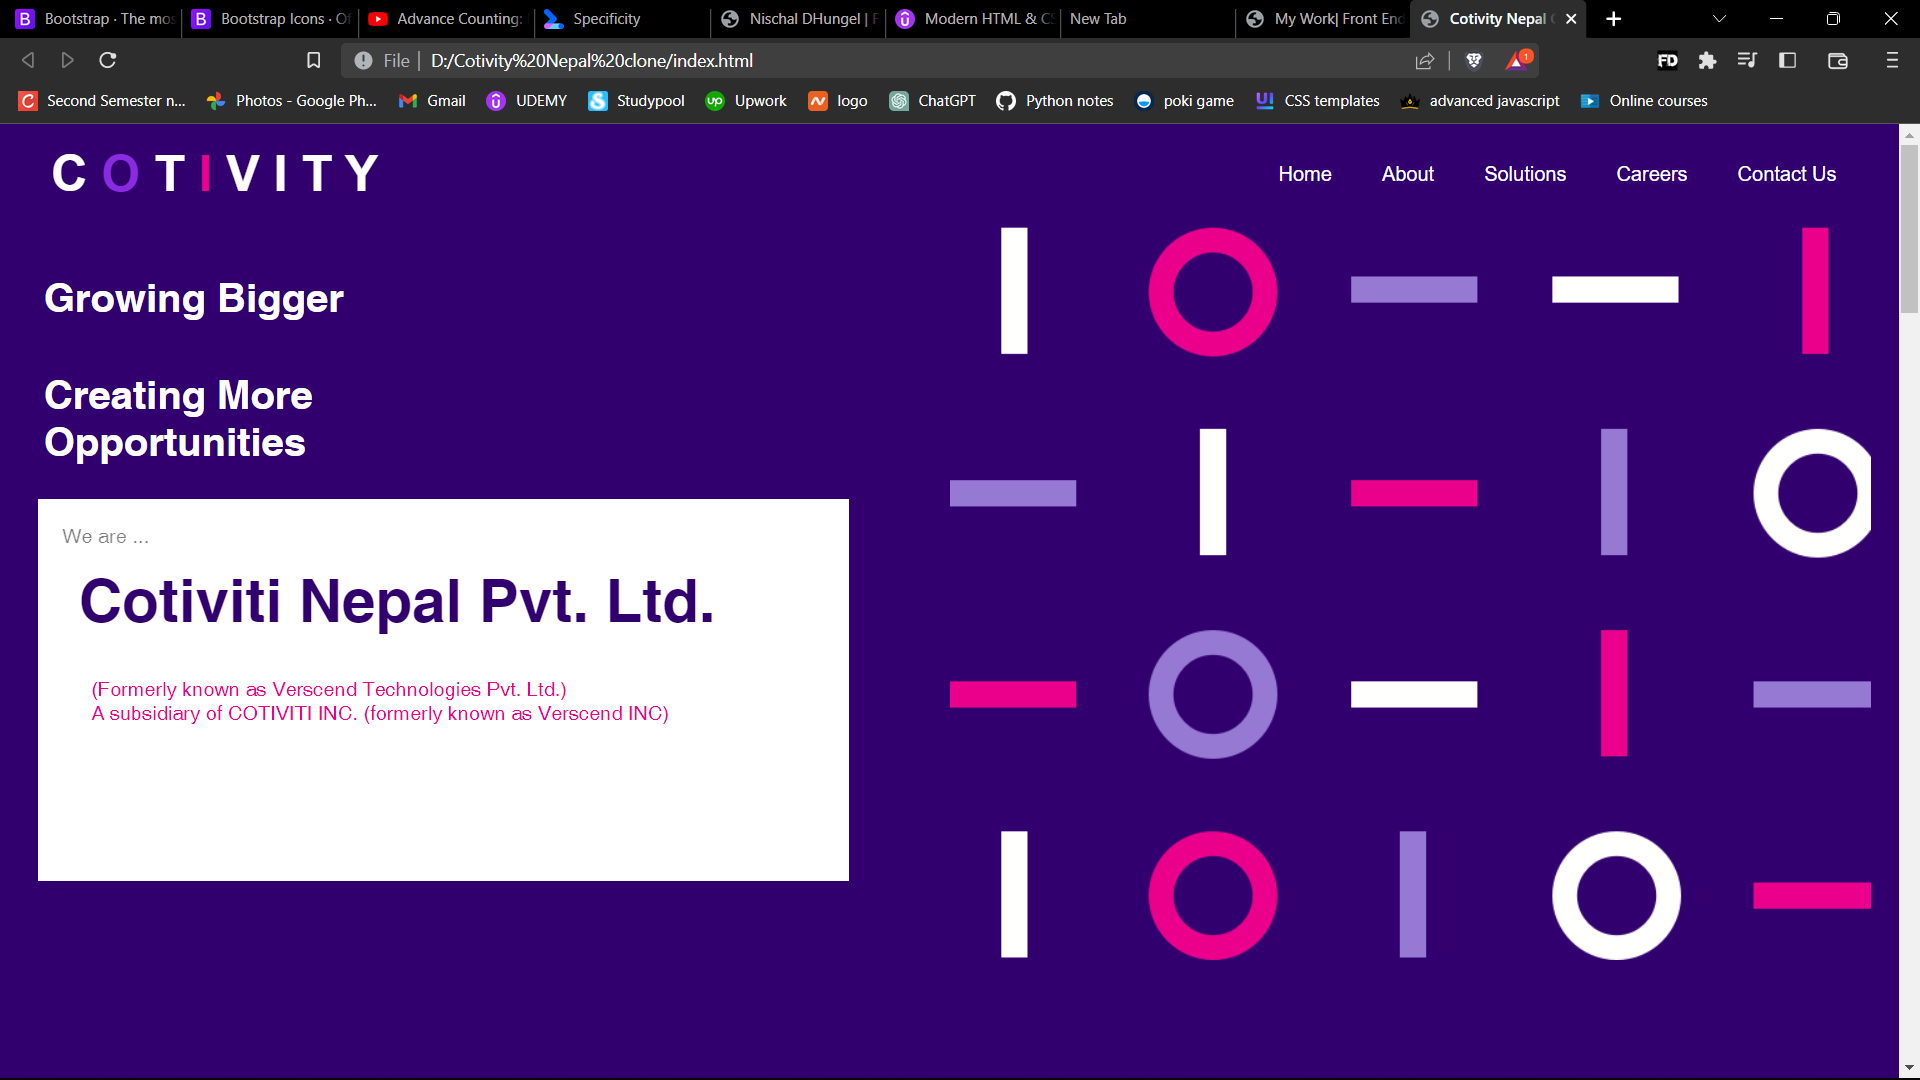 Bootstrap · The mos
Bootstrap Icons · Of
Advance Counting:
Specificity
Nischal DHungel | F
Modern HTML & CS
New Tab
My Work| Front End
Cotivity Nepal
File
D:/Cotivity%20Nepal%20clone/index.html
1
FD
Second Semester n...
Photos - Google Ph...
Gmail
UDEMY
Studypool
Upwork
logo
ChatGPT
Python notes
poki game
CSS templates
advanced javascript
Online courses
COTIVITY
Home
About
Solutions
Careers
Contact Us
Growing Bigger
Creating More
Opportunities
We are ...
Cotiviti Nepal Pvt. Ltd.
(Formerly known as Verscend Technologies Pvt. Ltd.)
A subsidiary of COTIVITI INC. (formerly known as Verscend INC)